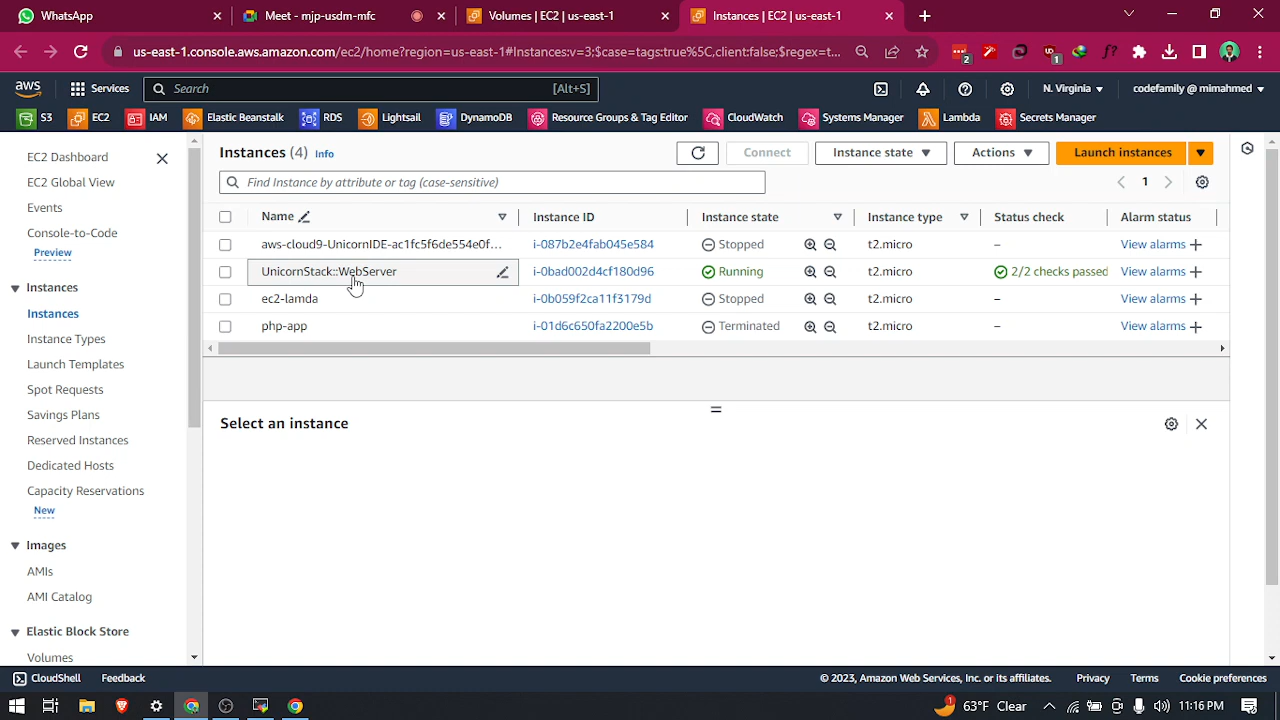 WhatsApp
Meet - mjp-usdm-mfc
Volumes | EC2 | us-east-1
Instances | EC2 | us-east-1
us-east-1.console.aws.amazon.com/ec2/home?region=us-east-1#Instances:v=3;$case=tags:true%5C,client:false;$regex=t...
2
1
f?
aws
Services
Search
[Alt+S]
N. Virginia
codefamily @ mimahmed
S3
EC2
IAM
Elastic Beanstalk
RDS
Lightsail
DynamoDB
Resource Groups & Tag Editor
CloudWatch
Systems Manager
Lambda
Secrets Manager
EC2 Dashboard
EC2 Global View
Events
Console-to-Code
Preview
Instances
Instances
Instance Types
Launch Templates
Spot Requests
Savings Plans
Reserved Instances
Dedicated Hosts
Capacity Reservations
New
Images
AMIs
AMI Catalog
Elastic Block Store
Volumes
Instances (4) Info
Connect
Instance state
Actions
Launch instances
Find Instance by attribute or tag (case-sensitive)
1
Name Instance ID Instance state Instance type Status check Alarm status
aws-cloud9-UnicornIDE-ac1fc5f6de554e0f... i-087b2e4fab045e584 Stopped t2.micro – View alarms
UnicornStack::WebServer i-0bad002d4cf180d96 Running t2.micro 2/2 checks passed View alarms
ec2-lamda i-0b059f2ca11f3179d Stopped t2.micro – View alarms
php-app i-01d6c650fa2200e5b Terminated t2.micro – View alarms
Select an instance
CloudShell
Feedback
© 2023, Amazon Web Services, Inc. or its affiliates.
Privacy
Terms
Cookie preferences
1
63°F Clear
11:16 PM